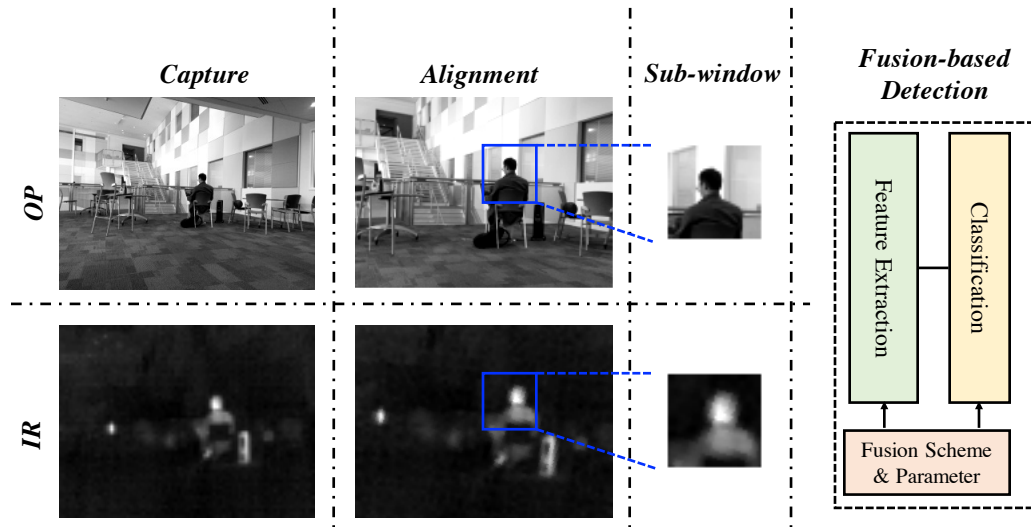 Capture
Alignment
Sub-window
Fusion-based
Detection
OP
IR
Feature Extraction
Classification
Fusion Scheme
& Parameter